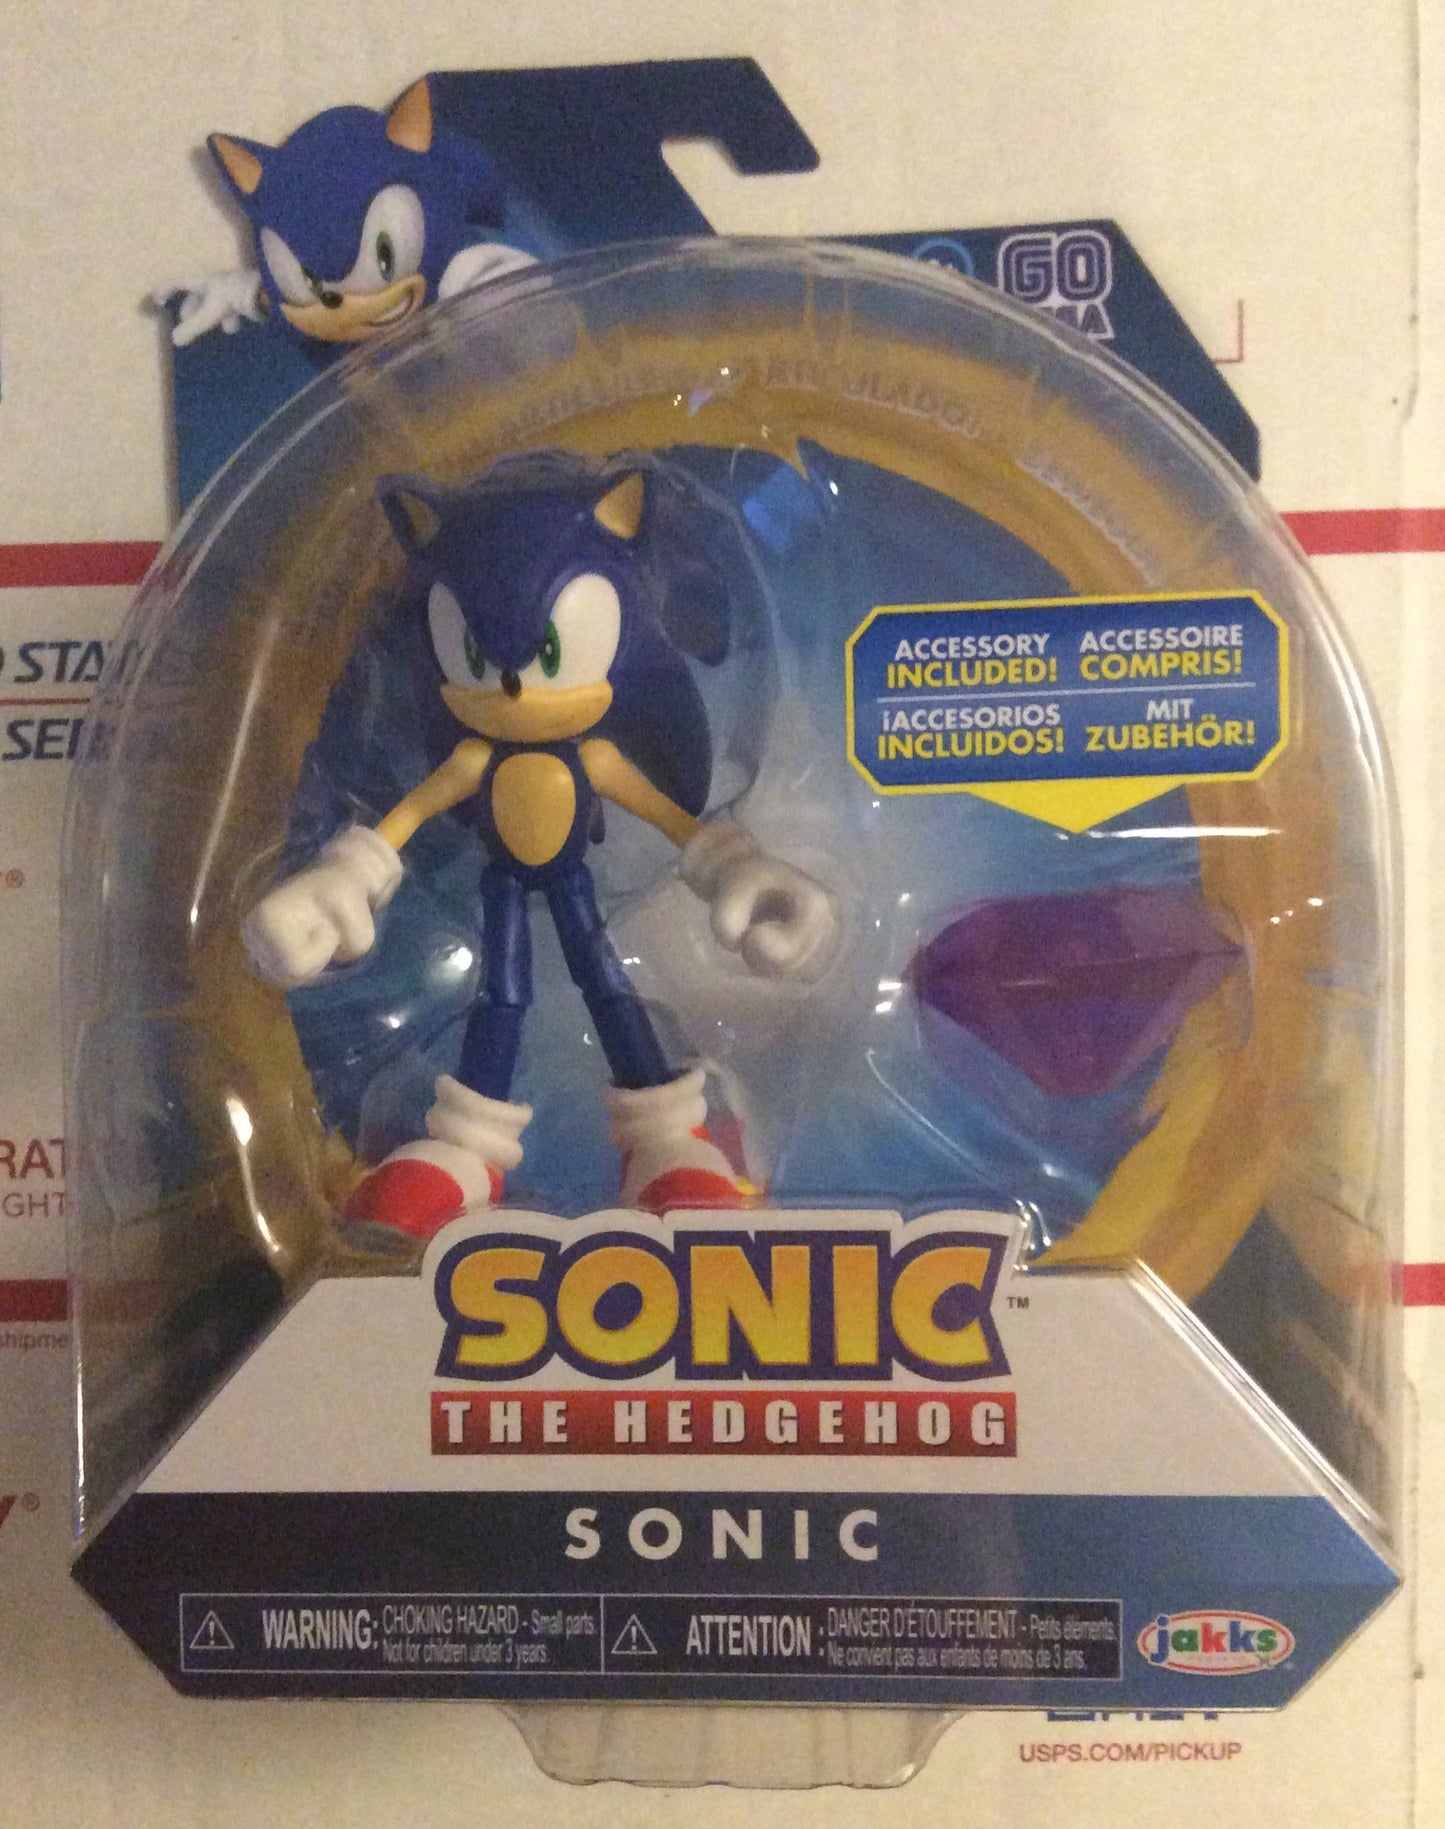 GO
ACCESSORY INCLUDED!
ACCESSOIRE COMPRIS!
¡ACCESORIOS INCLUIDOS!
MIT ZUBEHÖR!
SONIC
™
THE HEDGEHOG
SONIC
WARNING: CHOKING HAZARD - Small parts.
Not for children under 3 years.
ATTENTION : DANGER D'ÉTOUFFEMENT - Petits éléments.
Ne convient pas aux enfants de moins de 3 ans.
jakks
USPS.COM/PICKUP